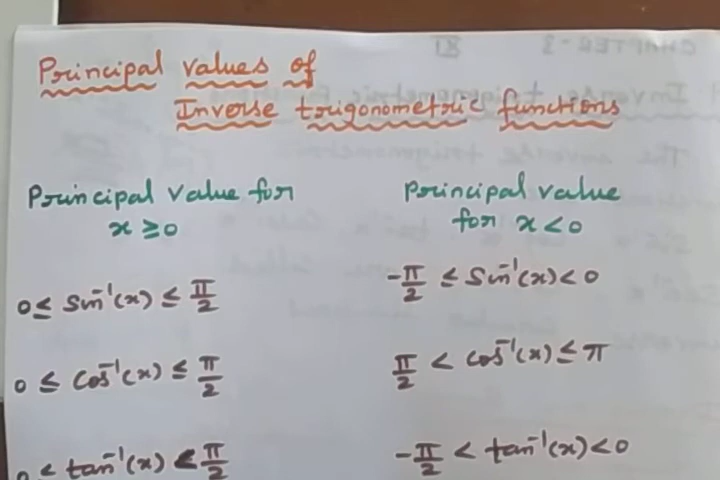 Principal values of
Inverse trigonometric functions
Principal value for
x ≥ 0
Principal value
for x < 0
0 ≤ sin⁻¹(x) ≤ π/2
-π/2 ≤ sin⁻¹(x) < 0
0 ≤ cos⁻¹(x) ≤ π/2
π/2 < cos⁻¹(x) ≤ π
0 ≤ tan⁻¹(x) < π/2
-π/2 < tan⁻¹(x) < 0